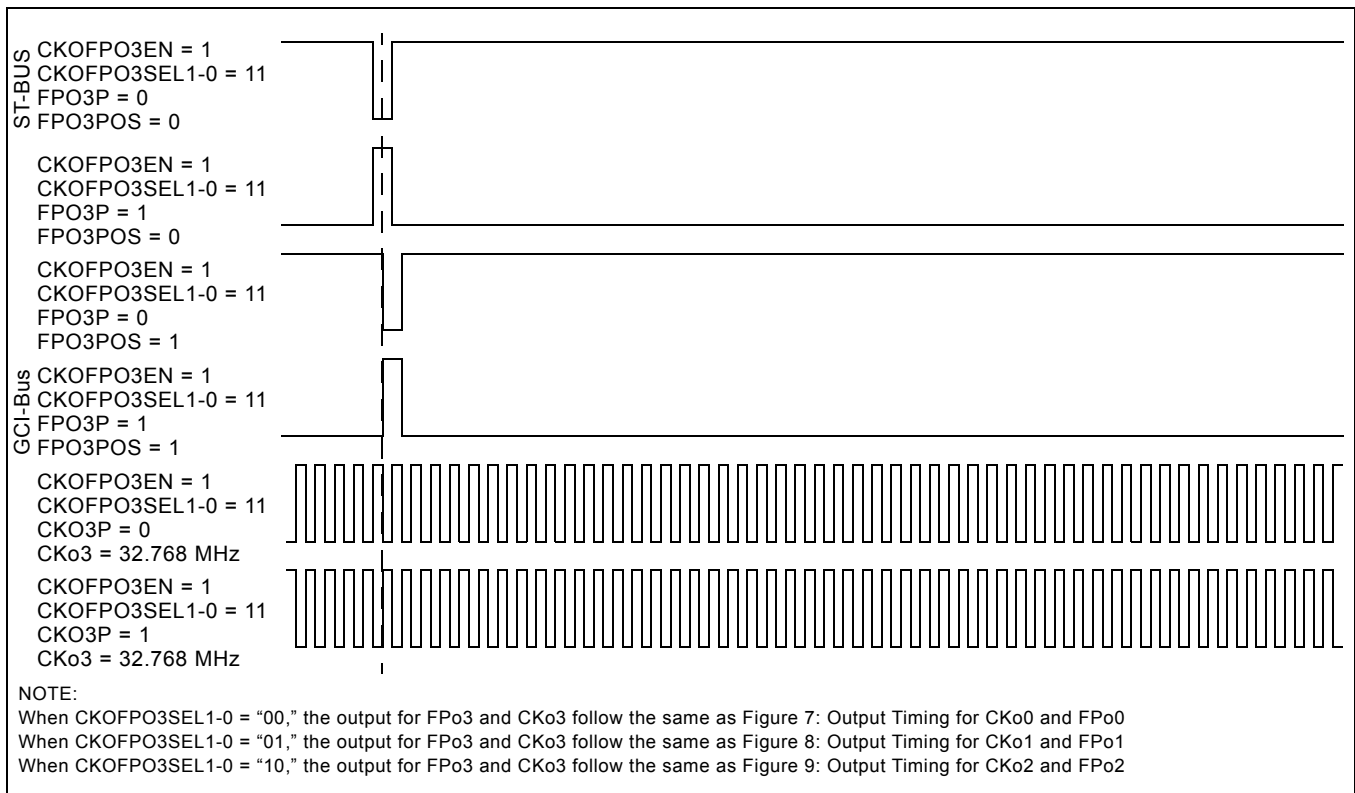 ST-BUS
CKOFPO3EN = 1
CKOFPO3SEL1-0 = 11
FPO3P = 0
FPO3POS = 0
CKOFPO3EN = 1
CKOFPO3SEL1-0 = 11
FPO3P = 1
FPO3POS = 0
CKOFPO3EN = 1
CKOFPO3SEL1-0 = 11
FPO3P = 0
FPO3POS = 1
GCI-Bus
CKOFPO3EN = 1
CKOFPO3SEL1-0 = 11
FPO3P = 1
FPO3POS = 1
CKOFPO3EN = 1
CKOFPO3SEL1-0 = 11
CKO3P = 0
CKo3 = 32.768 MHz
CKOFPO3EN = 1
CKOFPO3SEL1-0 = 11
CKO3P = 1
CKo3 = 32.768 MHz
NOTE:
When CKOFPO3SEL1-0 = “00,” the output for FPo3 and CKo3 follow the same as Figure 7: Output Timing for CKo0 and FPo0
When CKOFPO3SEL1-0 = “01,” the output for FPo3 and CKo3 follow the same as Figure 8: Output Timing for CKo1 and FPo1
When CKOFPO3SEL1-0 = “10,” the output for FPo3 and CKo3 follow the same as Figure 9: Output Timing for CKo2 and FPo2